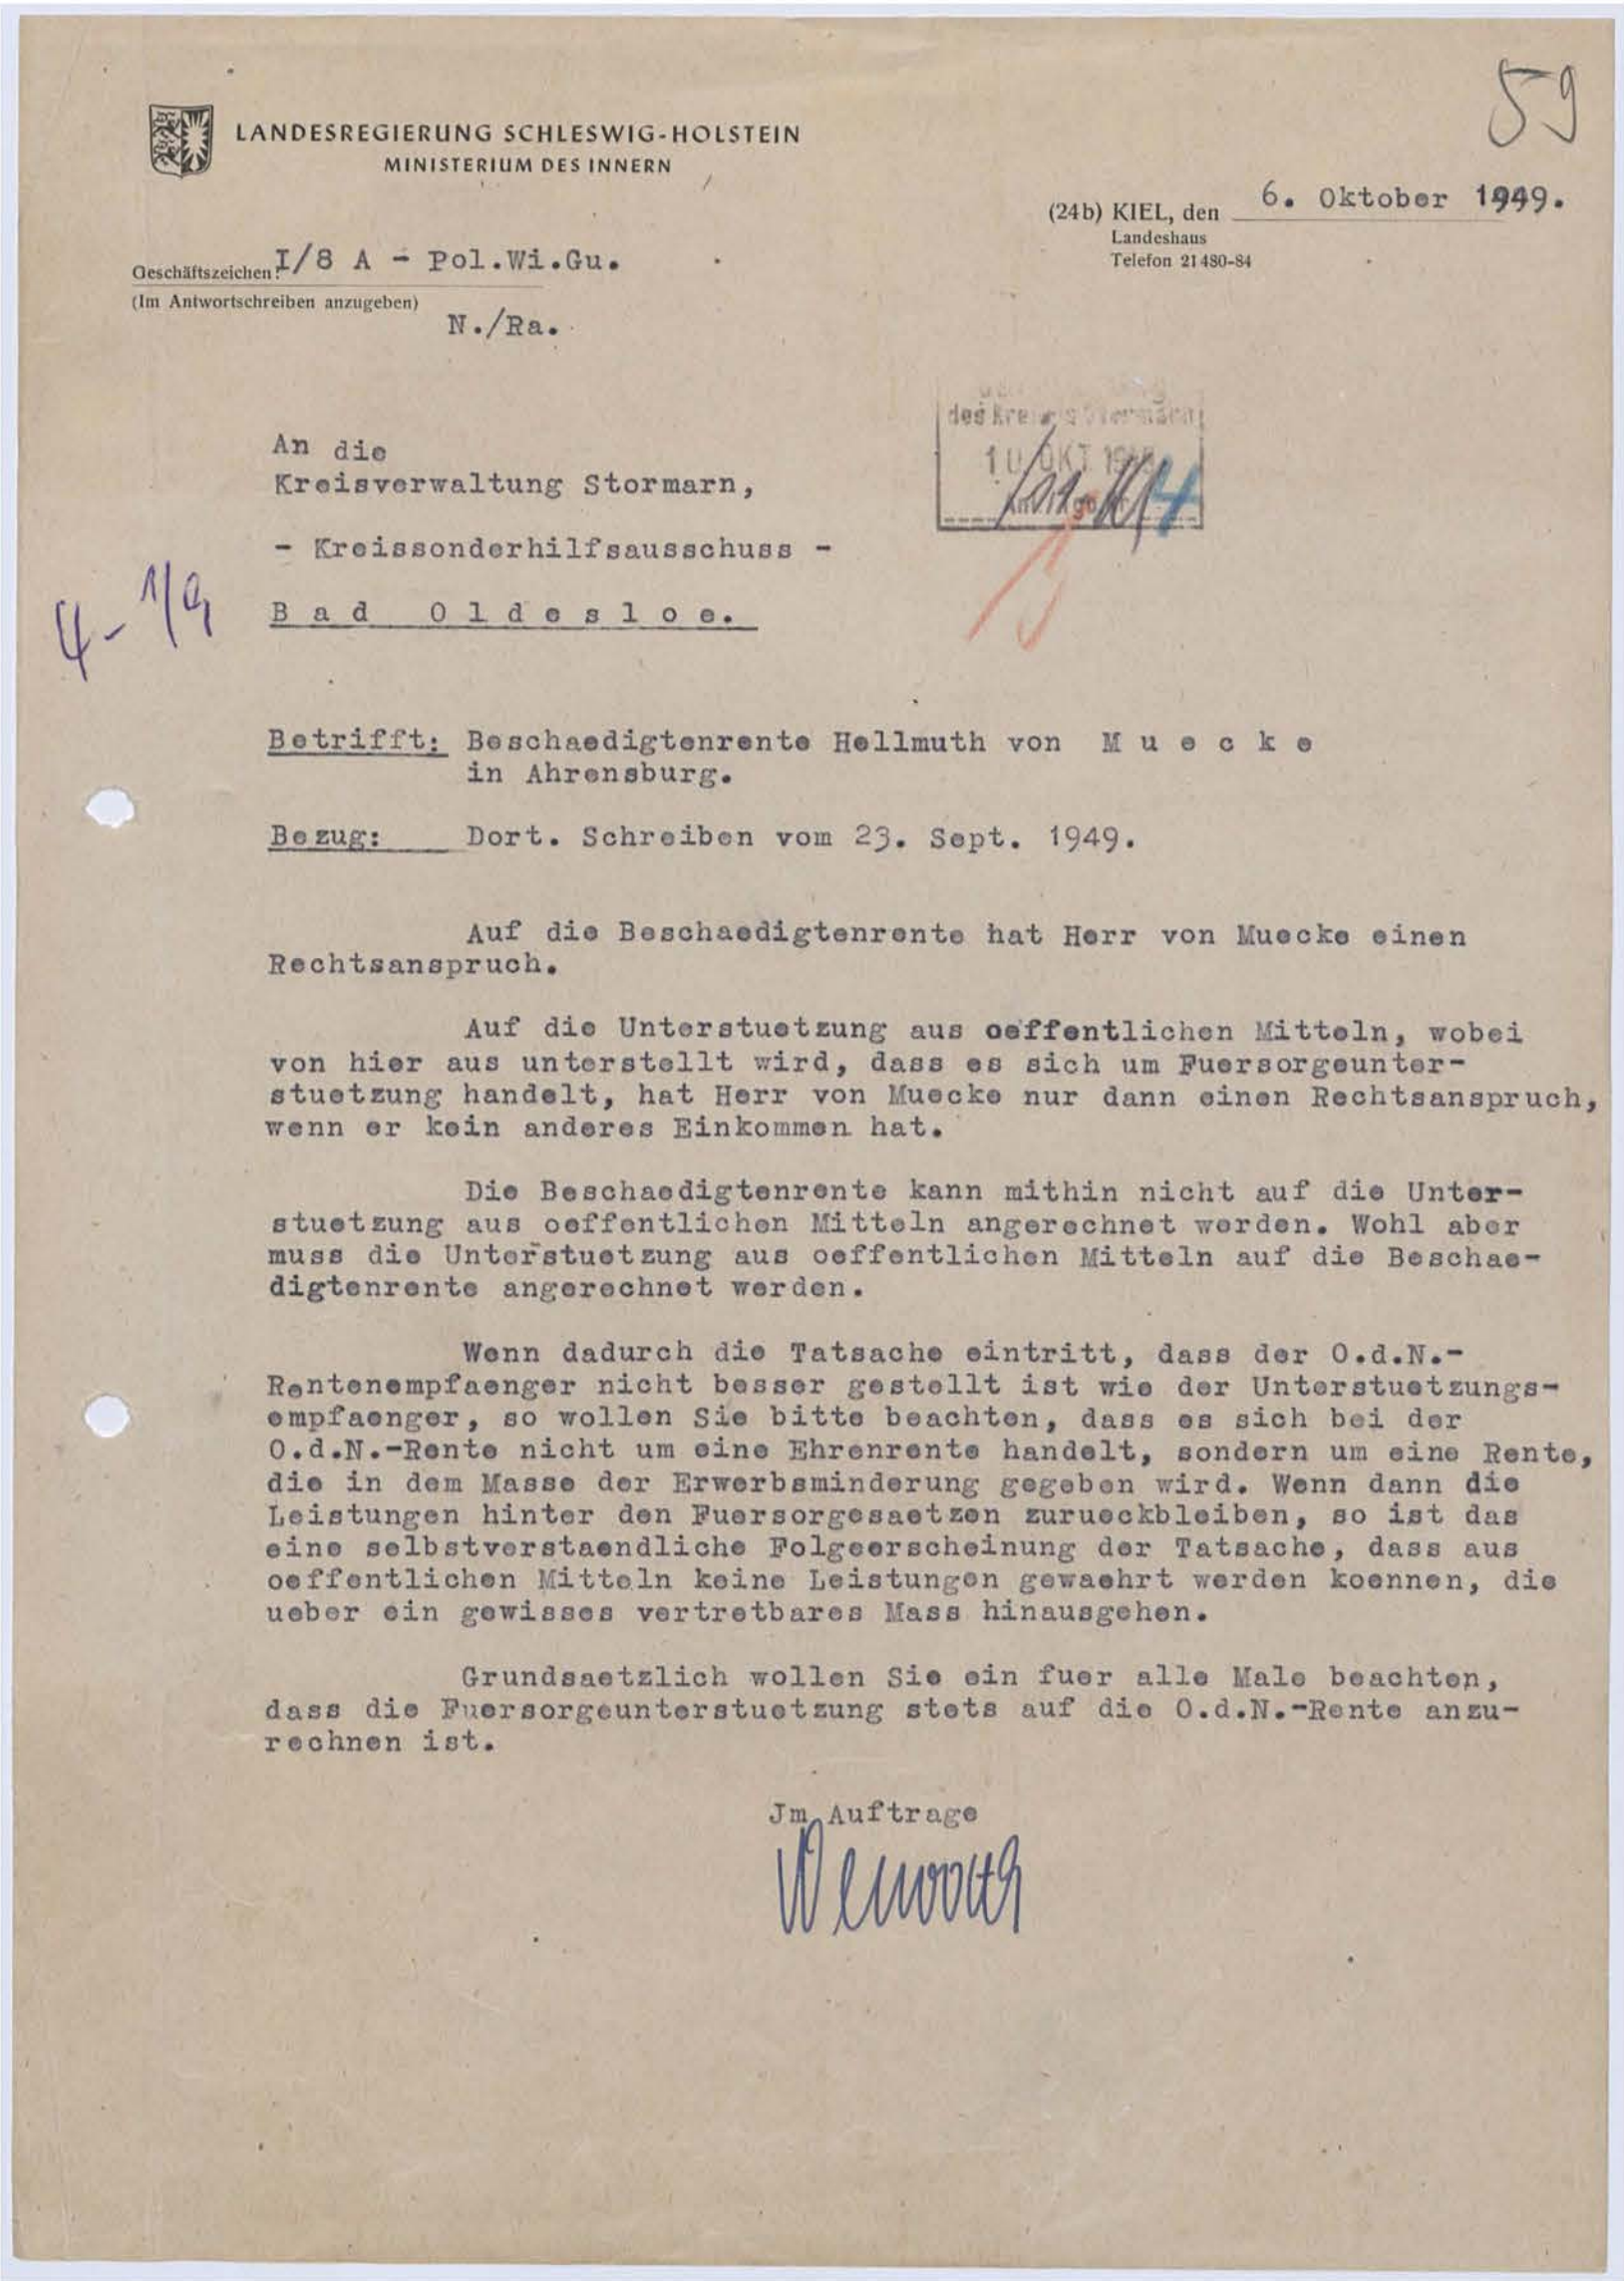 59
LANDESREGIERUNG SCHLESWIG-HOLSTEIN
MINISTERIUM DES INNERN
(24b) KIEL, den 6. Oktober 1949.
Landeshaus
Telefon 21480-84
Geschäftszeichen: I/8 A - Pol.Wi.Gu.
(Im Antwortschreiben anzugeben)
N./Ra.
des Kreises Stormarn
10 OKT 1949
An die
Kreisverwaltung Stormarn,
- Kreissonderhilfsausschuss -
4-1/9
Bad Oldesloe.
Betrifft: Beschaedigtenrente Hellmuth von Muecke
in Ahrensburg.
Bezug: Dort. Schreiben vom 23. Sept. 1949.
Auf die Beschaedigtenrente hat Herr von Muecke einen
Rechtsanspruch.
Auf die Unterstuetzung aus oeffentlichen Mitteln, wobei
von hier aus unterstellt wird, dass es sich um Fuersorgeunter-
stuetzung handelt, hat Herr von Muecke nur dann einen Rechtsanspruch,
wenn er kein anderes Einkommen hat.
Die Beschaedigtenrente kann mithin nicht auf die Unter-
stuetzung aus oeffentlichen Mitteln angerechnet werden. Wohl aber
muss die Unterstuetzung aus oeffentlichen Mitteln auf die Beschae-
digtenrente angerechnet werden.
Wenn dadurch die Tatsache eintritt, dass der O.d.N.-
Rentenempfaenger nicht besser gestellt ist wie der Unterstuetzungs-
empfaenger, so wollen Sie bitte beachten, dass es sich bei der
O.d.N.-Rente nicht um eine Ehrenrente handelt, sondern um eine Rente,
die in dem Masse der Erwerbsminderung gegeben wird. Wenn dann die
Leistungen hinter den Fuersorgesaetzen zurueckbleiben, so ist das
eine selbstverstaendliche Folgeerscheinung der Tatsache, dass aus
oeffentlichen Mitteln keine Leistungen gewaehrt werden koennen, die
ueber ein gewisses vertretbares Mass hinausgehen.
Grundsaetzlich wollen Sie ein fuer alle Male beachten,
dass die Fuersorgeunterstuetzung stets auf die O.d.N.-Rente anzu-
rechnen ist.
Jm Auftrage